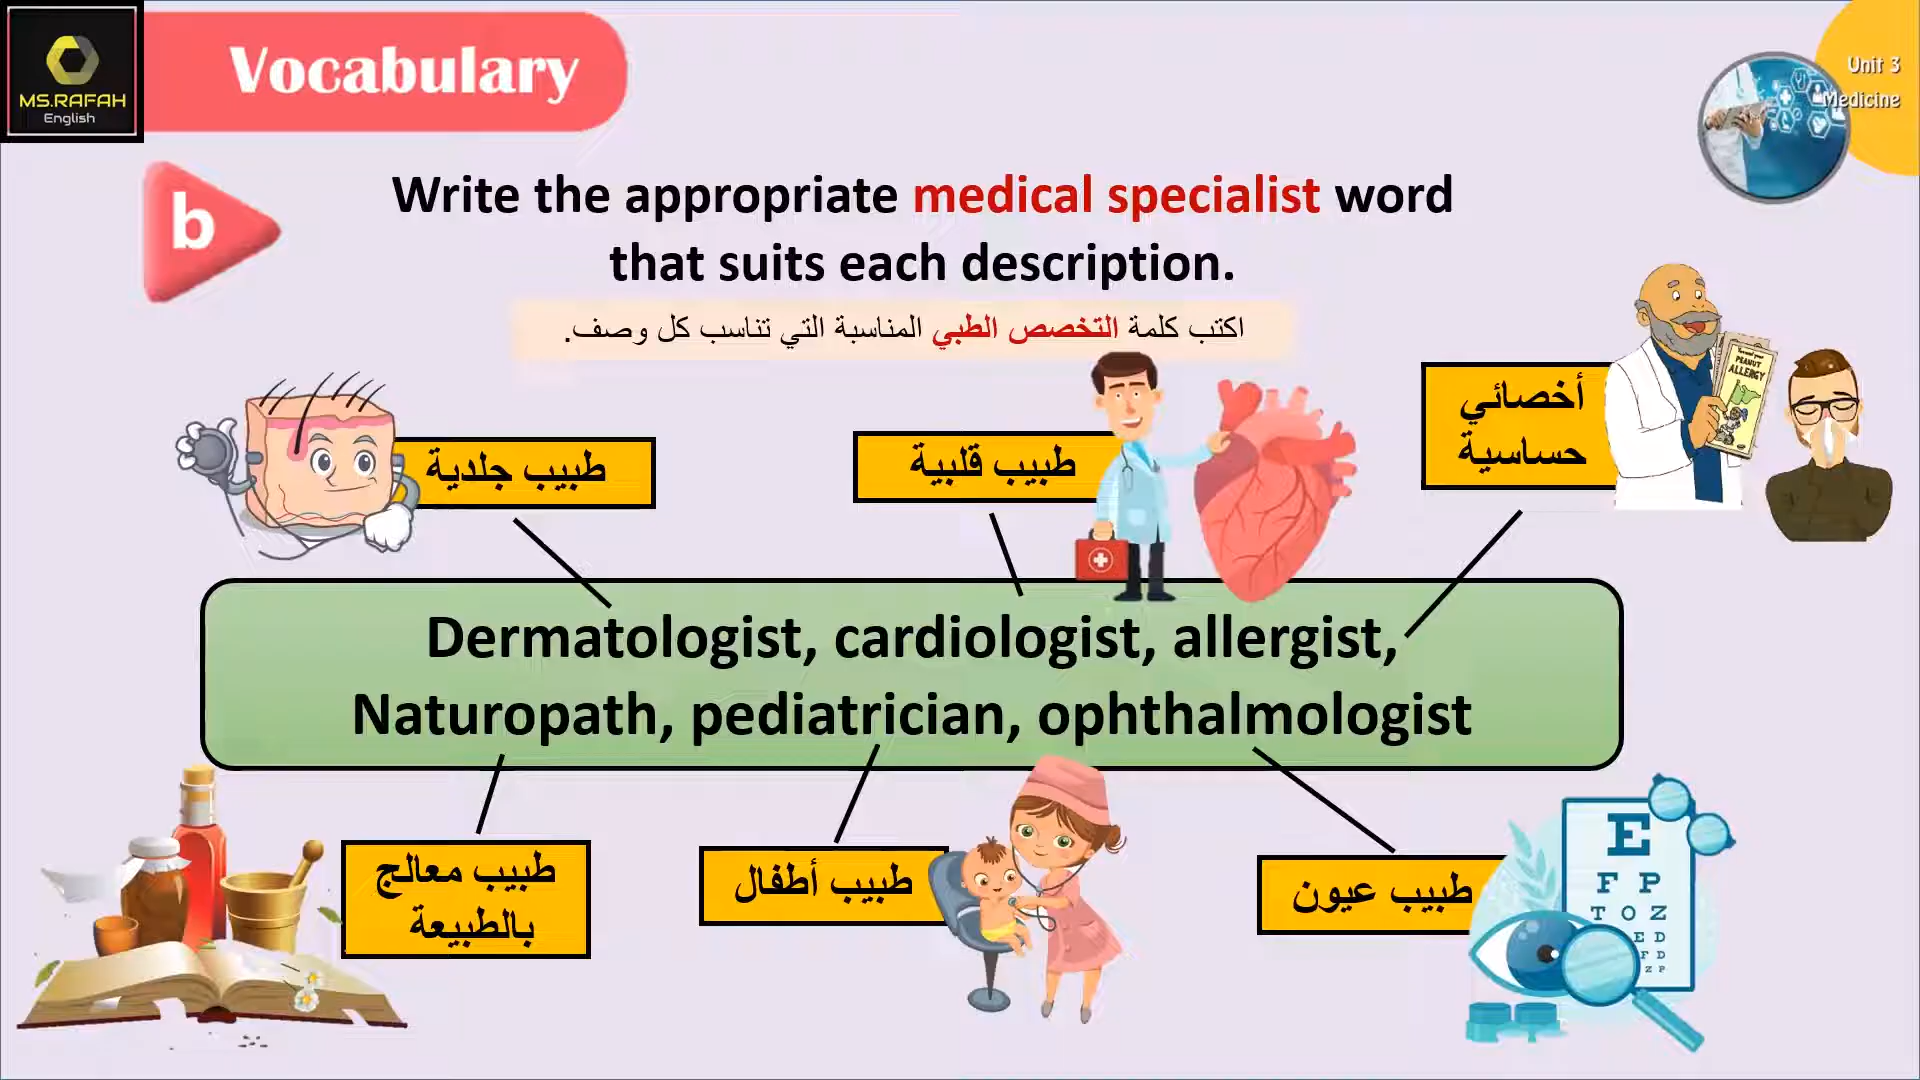 MS.RAFAH
English
Vocabulary
Unit 3
Medicine
b
Write the appropriate medical specialist word
that suits each description.
اكتب كلمة التخصص الطبي المناسبة التي تناسب كل وصف.
طبيب جلدية
طبيب قلبية
أخصائي
حساسية
PEANUT
ALLERGY
Dermatologist, cardiologist, allergist,
Naturopath, pediatrician, ophthalmologist
طبيب معالج
بالطبيعة
طبيب أطفال
طبيب عيون
E
F P
T O Z
E D
F D
Z P